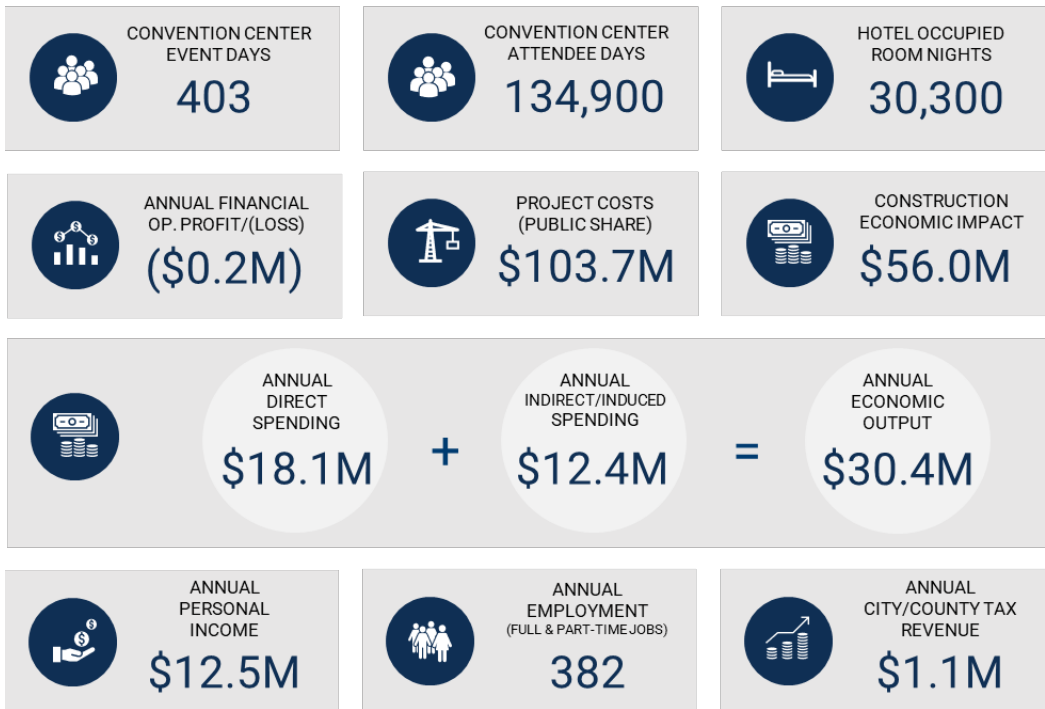 CONVENTION CENTER
EVENT DAYS
403
CONVENTION CENTER
ATTENDEE DAYS
134,900
HOTEL OCCUPIED
ROOM NIGHTS
30,300
ANNUAL FINANCIAL
OP. PROFIT/(LOSS)
($0.2M)
PROJECT COSTS
(PUBLIC SHARE)
$103.7M
CONSTRUCTION
ECONOMIC IMPACT
$56.0M
ANNUAL
DIRECT
SPENDING
$18.1M
+
ANNUAL
INDIRECT/INDUCED
SPENDING
$12.4M
=
ANNUAL
ECONOMIC
OUTPUT
$30.4M
ANNUAL
PERSONAL
INCOME
$12.5M
ANNUAL
EMPLOYMENT
(FULL & PART-TIME JOBS)
382
ANNUAL
CITY/COUNTY TAX
REVENUE
$1.1M